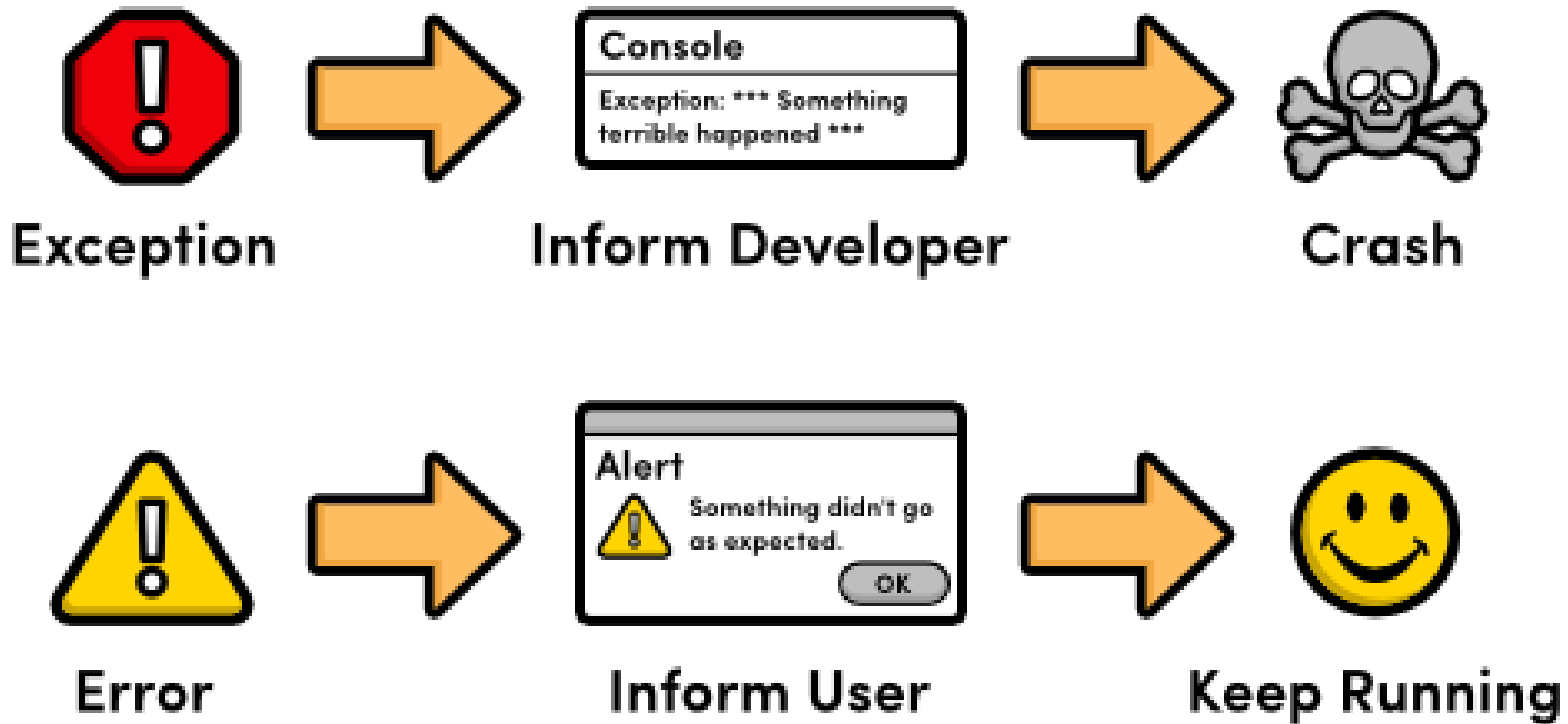 Console
Exception: *** Something
terrible happened ***
Exception
Inform Developer
Crash
Alert
Something didn't go
as expected.
OK
Error
Inform User
Keep Running